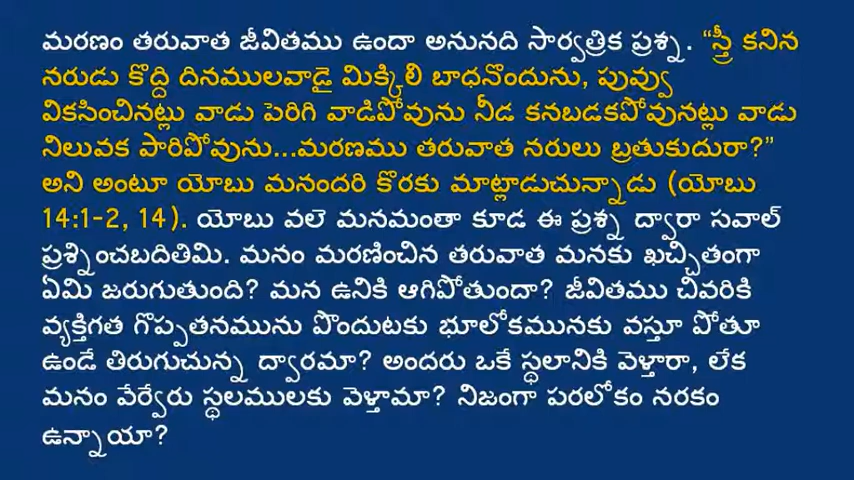 మరణం తరువాత జీవితము ఉందా అనునది సార్వత్రిక ప్రశ్న. “స్త్రీ కనిన
నరుడు కొద్ది దినములవాడై మిక్కిలి బాధనొందును, పువ్వు
వికసించినట్లు వాడు పెరిగి వాడిపోవును నీడ కనబడకపోవునట్లు వాడు
నిలువక పారిపోవును...మరణము తరువాత నరులు బ్రతుకుదురా?”
అని అంటూ యోబు మనందరి కొరకు మాట్లాడుచున్నాడు (యోబు
14:1-2, 14). యోబు వలె మనమంతా కూడ ఈ ప్రశ్న ద్వారా సవాల్
ప్రశ్నించబదితిమి. మనం మరణించిన తరువాత మనకు ఖచ్చితంగా
ఏమి జరుగుతుంది? మన ఉనికి ఆగిపోతుందా? జీవితము చివరికి
వ్యక్తిగత గొప్పతనమును పొందుటకు భూలోకమునకు వస్తూ పోతూ
ఉండే తిరుగుచున్న ద్వారమా? అందరు ఒకే స్థలానికి వెళ్తారా, లేక
మనం వేర్వేరు స్థలములకు వెళ్తామా? నిజంగా పరలోకం నరకం
ఉన్నాయా?